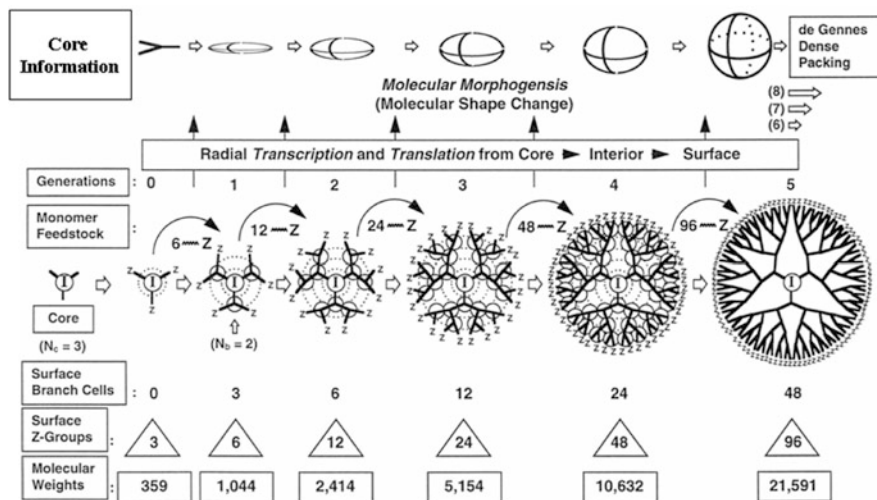 Core
Information
de Gennes
Dense
Packing
Molecular Morphogensis
(Molecular Shape Change)
(8)
(7)
(6)
Radial Transcription and Translation from Core Interior Surface
Generations : 0 1 2 3 4 5
Monomer
Feedstock :
6 Z 12 Z 24 Z 48 Z 96 Z
I I I I I I I
Z Z Z
Core
(Nc = 3) (Nb = 2)
Surface
Branch Cells : 0 3 6 12 24 48
Surface
Z-Groups : 3 6 12 24 48 96
Molecular
Weights : 359 1,044 2,414 5,154 10,632 21,591